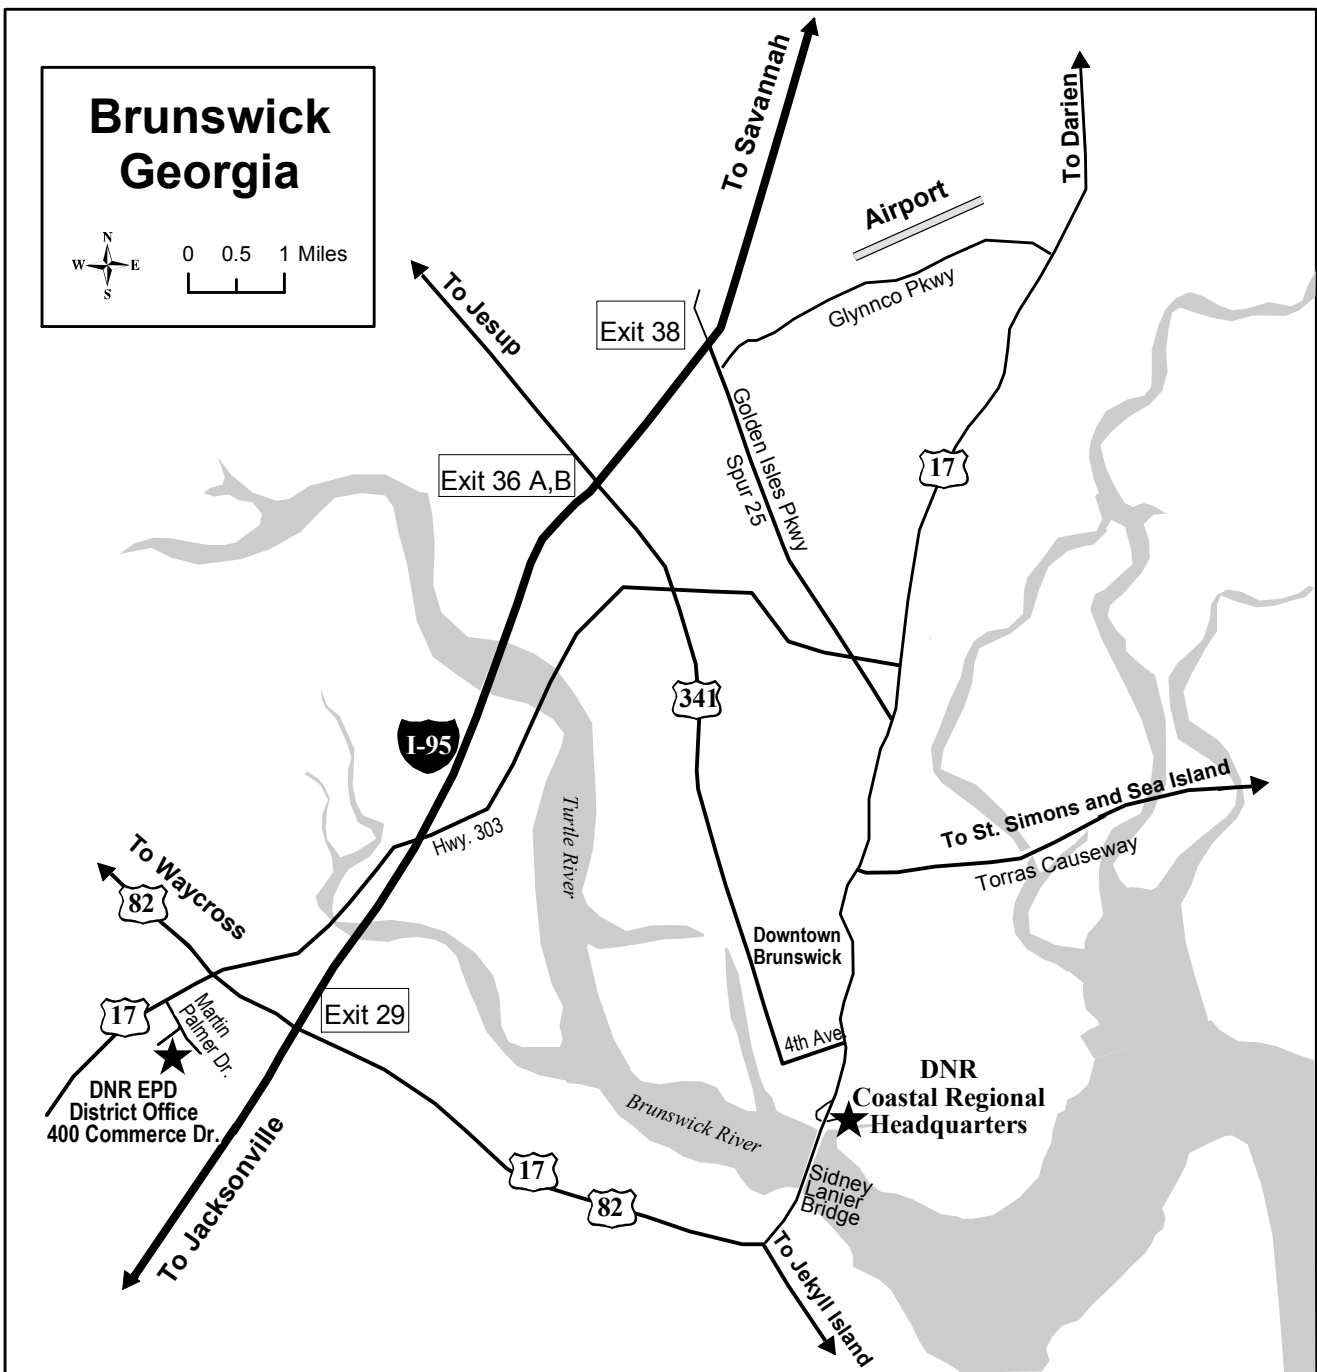 Brunswick
Georgia
N
W E
S
0 0.5 1 Miles
To Savannah
To Darien
Airport
Glynnco Pkwy
To Jesup
Exit 38
Golden Isles Pkwy
Spur 25
17
Exit 36 A,B
341
I-95
Hwy. 303
Turtle River
To St. Simons and Sea Island
Torras Causeway
To Waycross
82
Downtown
Brunswick
17
Martin
Palmer Dr.
Exit 29
4th Ave.
DNR EPD
District Office
400 Commerce Dr.
DNR
Coastal Regional
Headquarters
Brunswick River
To Jacksonville
17
82
Sidney
Lanier
Bridge
To Jekyll Island